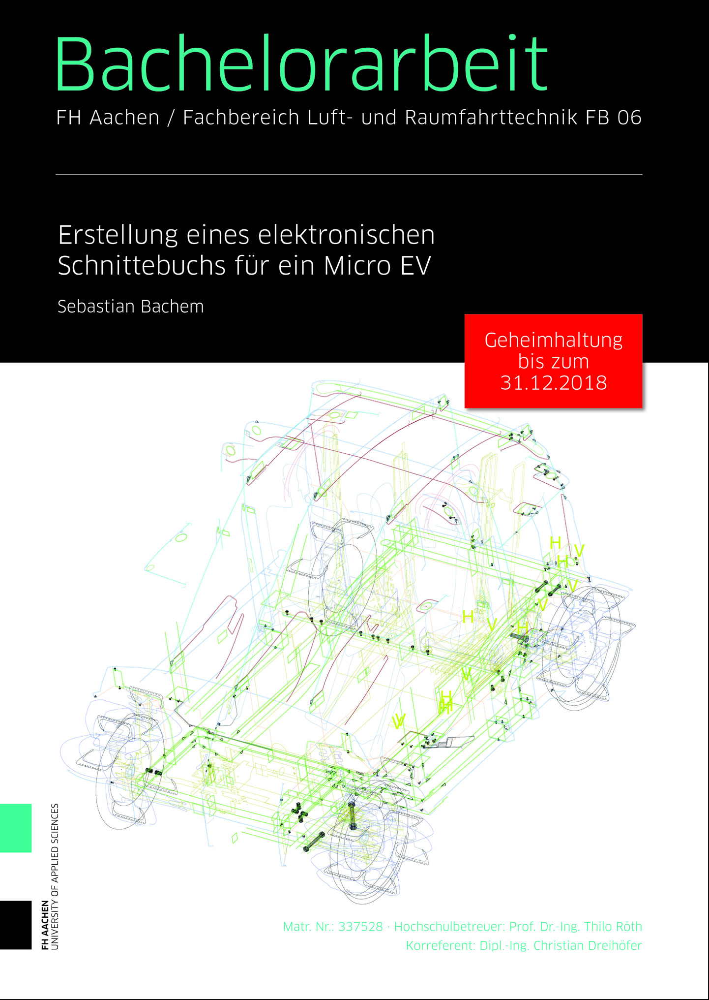 Bachelorarbeit
FH Aachen / Fachbereich Luft- und Raumfahrttechnik FB 06
Erstellung eines elektronischen
Schnittebuchs für ein Micro EV
Sebastian Bachem
Geheimhaltung
bis zum
31.12.2018
H
V
H
V
V
H
V
H
V
H
H
H
V
V
FH AACHEN
UNIVERSITY OF APPLIED SCIENCES
Matr. Nr.: 337528 · Hochschulbetreuer: Prof. Dr.-Ing. Thilo Röth
Korreferent: Dipl.-Ing. Christian Dreihöfer